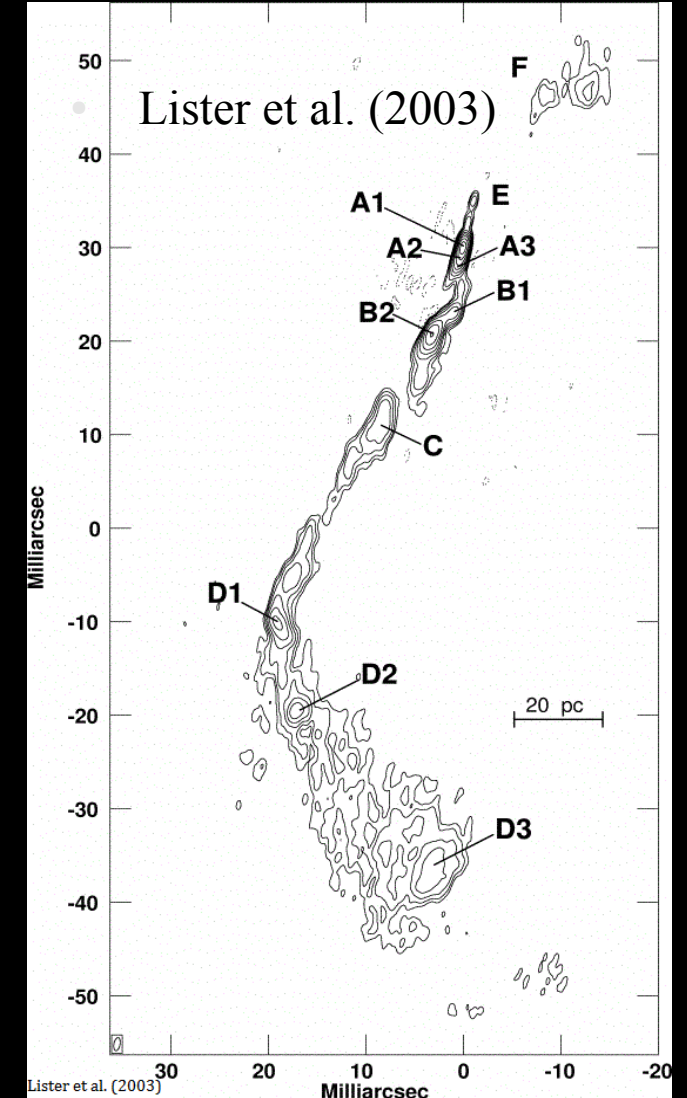 50
F
Lister et al. (2003)
40
E
A1
30
A2
A3
B1
B2
20
10
C
0
Milliarcsec
D1
-10
D2
-20
20 pc
-30
D3
-40
-50
30 20 10 0 -10 -20
Lister et al. (2003)
Milliarcsec